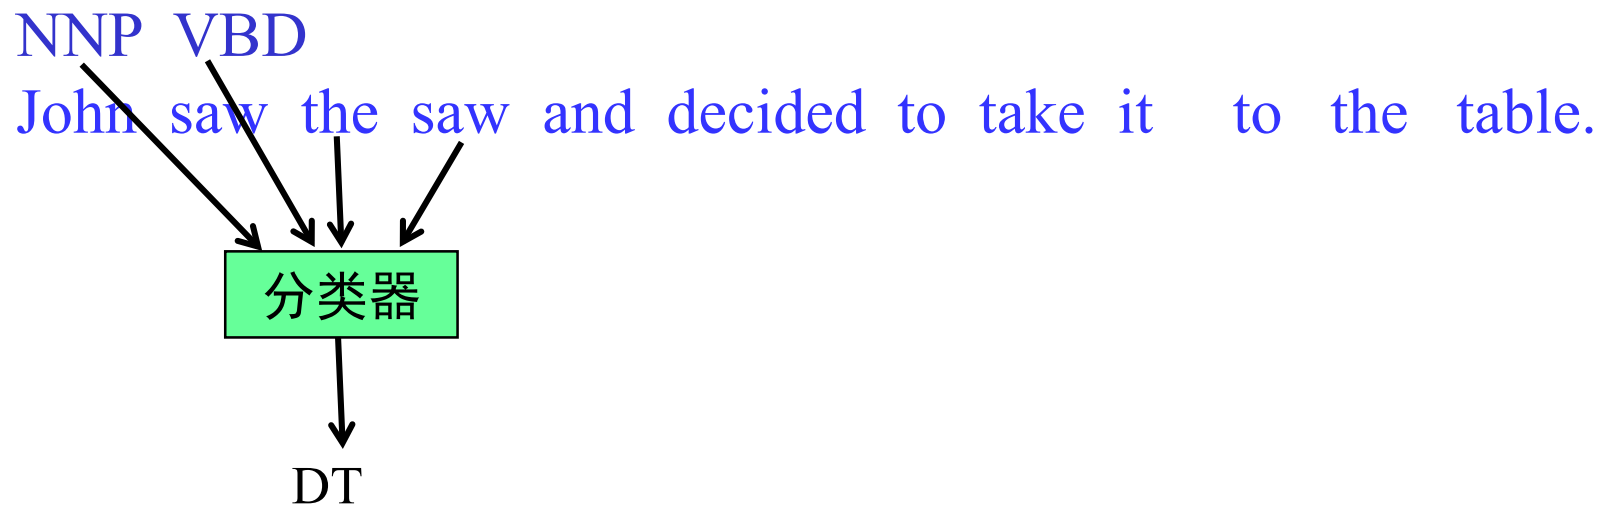 NNP VBD
John saw the saw and decided to take it to the table.
分类器
DT